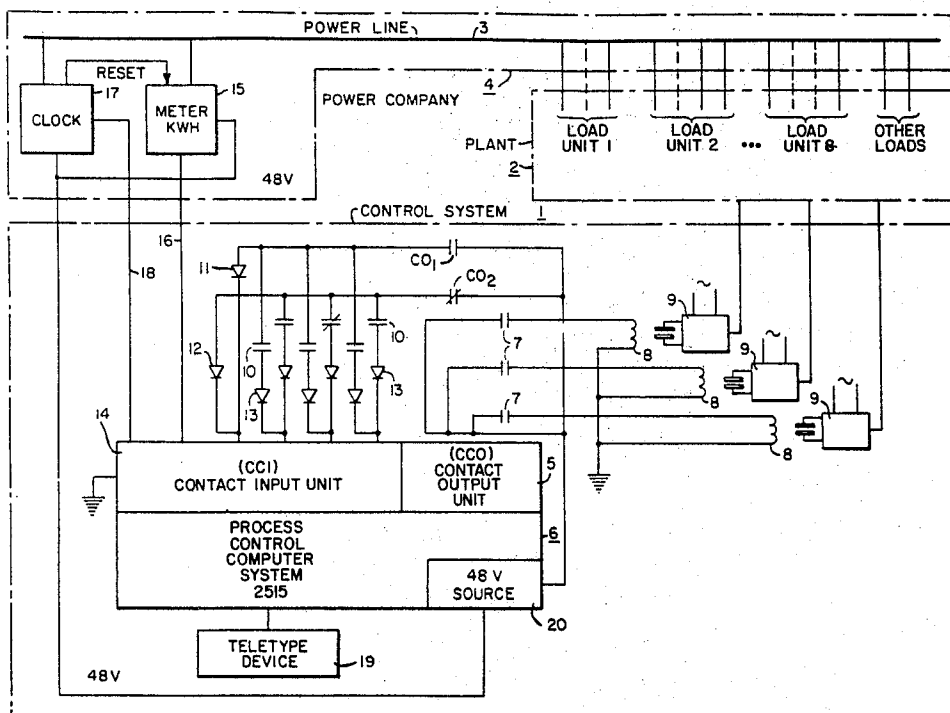 POWER LINE 3
RESET 17 15 4
CLOCK
METER
KWH
POWER COMPANY
PLANT
2
LOAD
UNIT 1
LOAD
UNIT 2
...
LOAD
UNIT 8
OTHER
LOADS
48V
CONTROL SYSTEM 1
16
18
11
CO1
CO2
12
10
10
13
13
7
7
7
8
8
8
9
9
9
~
~
~
14
(CCI)
CONTACT INPUT UNIT
(CCO)
CONTACT
OUTPUT
UNIT
5
PROCESS
CONTROL
COMPUTER
SYSTEM
2515
6
48 V
SOURCE
20
TELETYPE
DEVICE
19
48V